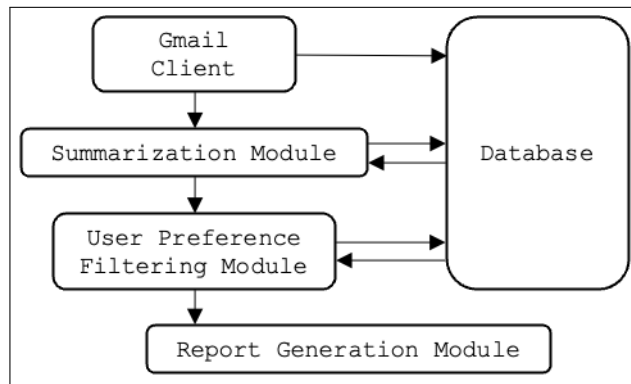 Gmail
Client
Summarization Module
Database
User Preference
Filtering Module
Report Generation Module